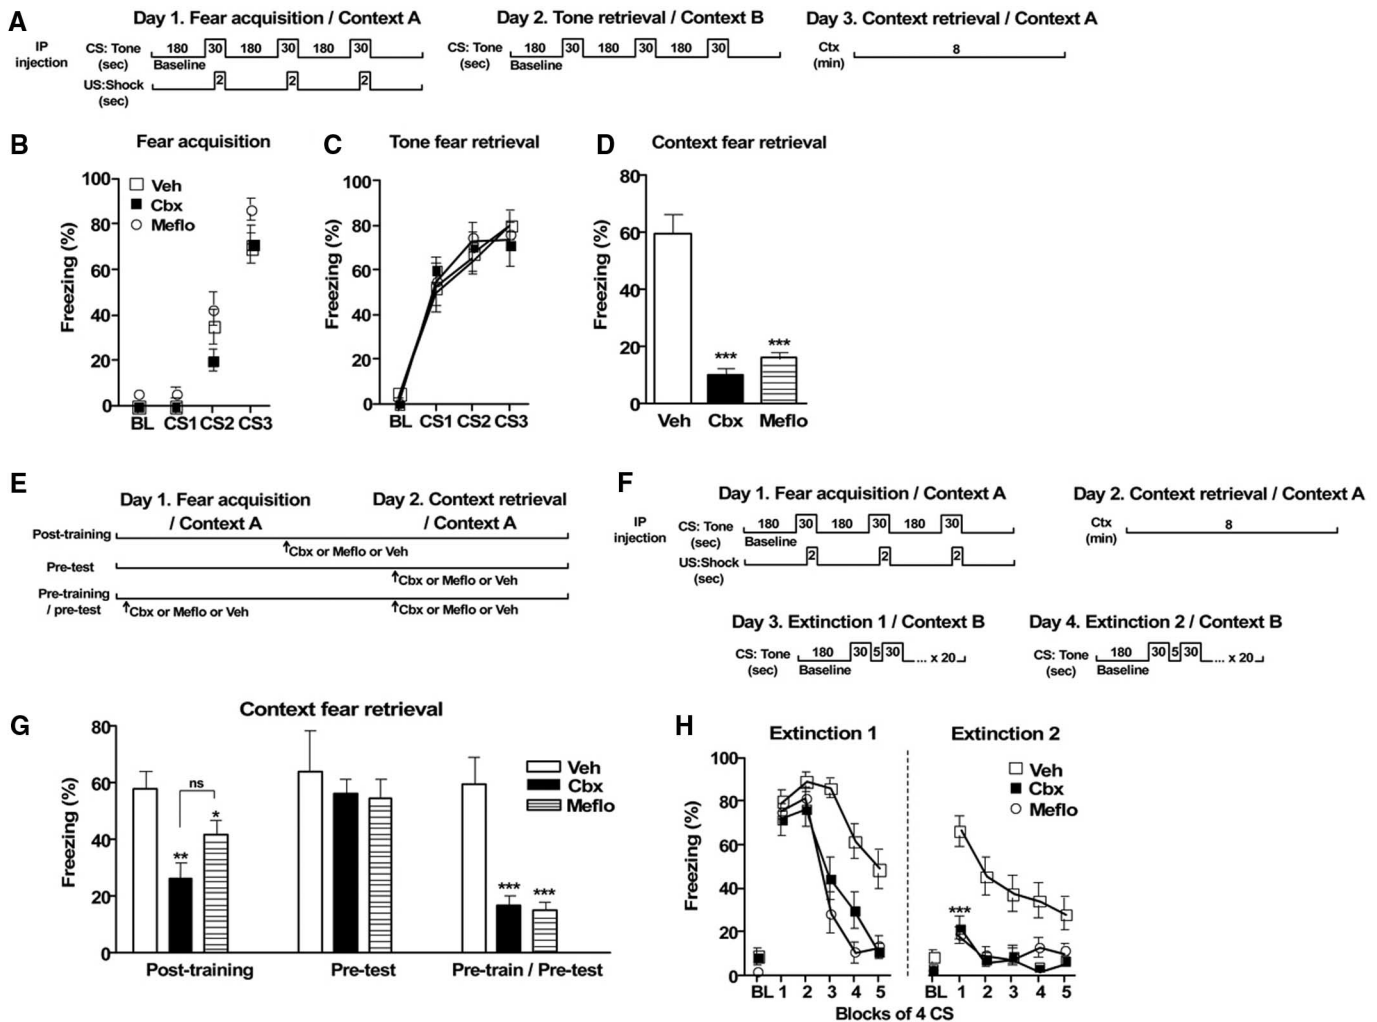 A
Day 1. Fear acquisition / Context A
Day 2. Tone retrieval / Context B
Day 3. Context retrieval / Context A
IP
injection
CS: Tone
(sec)
180 30 180 30 180 30
Baseline
US:Shock
(sec)
2 2 2
CS: Tone
(sec)
180 30 180 30 180 30
Baseline
Ctx
(min)
8
B
Fear acquisition
Freezing (%)
100
80
60
40
20
0
Veh
Cbx
Meflo
BL CS1 CS2 CS3
C
Tone fear retrieval
Freezing (%)
100
80
60
40
20
0
BL CS1 CS2 CS3
D
Context fear retrieval
Freezing (%)
80
60
40
20
0
*** ***
Veh Cbx Meflo
E
Day 1. Fear acquisition
/ Context A
Day 2. Context retrieval
/ Context A
Post-training
Cbx or Meflo or Veh
Pre-test
Cbx or Meflo or Veh
Pre-training
/ pre-test
Cbx or Meflo or Veh Cbx or Meflo or Veh
F
Day 1. Fear acquisition / Context A
Day 2. Context retrieval / Context A
IP
injection
CS: Tone
(sec)
180 30 180 30 180 30
Baseline
US:Shock
(sec)
2 2 2
Ctx
(min)
8
Day 3. Extinction 1 / Context B
Day 4. Extinction 2 / Context B
CS: Tone
(sec)
180 30 5 30 ... x 20
Baseline
CS: Tone
(sec)
180 30 5 30 ... x 20
Baseline
G
Context fear retrieval
Freezing (%)
80
60
40
20
0
ns
** *
*** ***
Veh
Cbx
Meflo
Post-training Pre-test Pre-train / Pre-test
H
Extinction 1 Extinction 2
Freezing (%)
100
80
60
40
20
0
Veh
Cbx
Meflo
***
BL 1 2 3 4 5 BL 1 2 3 4 5
Blocks of 4 CS